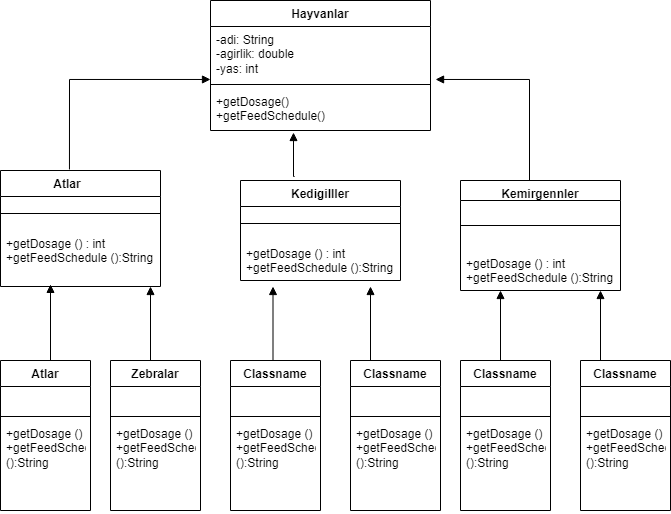 Hayvanlar
-adi: String
-agirlik: double
-yas: int
+getDosage()
+getFeedSchedule()
Atlar
+getDosage () : int
+getFeedSchedule ():String
Kedigilller
+getDosage () : int
+getFeedSchedule ():String
Kemirgennler
+getDosage () : int
+getFeedSchedule ():String
Atlar
+getDosage ()
+getFeedSche
():String
Zebralar
+getDosage ()
+getFeedSche
():String
Classname
+getDosage ()
+getFeedSche
():String
Classname
+getDosage ()
+getFeedSche
():String
Classname
+getDosage ()
+getFeedSche
():String
Classname
+getDosage ()
+getFeedSche
():String